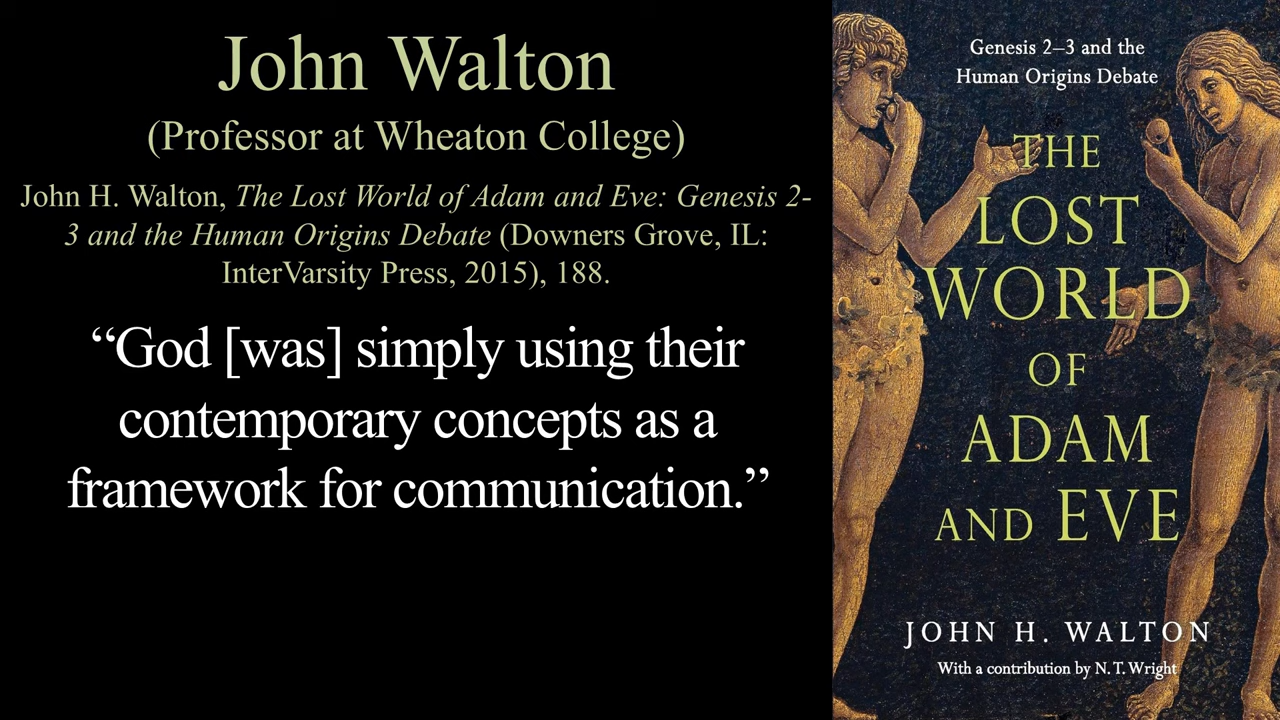 John Walton
(Professor at Wheaton College)
John H. Walton, The Lost World of Adam and Eve: Genesis 2-
3 and the Human Origins Debate (Downers Grove, IL:
InterVarsity Press, 2015), 188.
“God [was] simply using their
contemporary concepts as a
framework for communication.”
Genesis 2–3 and the
Human Origins Debate
THE
LOST
WORLD
OF
ADAM
AND EVE
JOHN H. WALTON
With a contribution by N. T. Wright